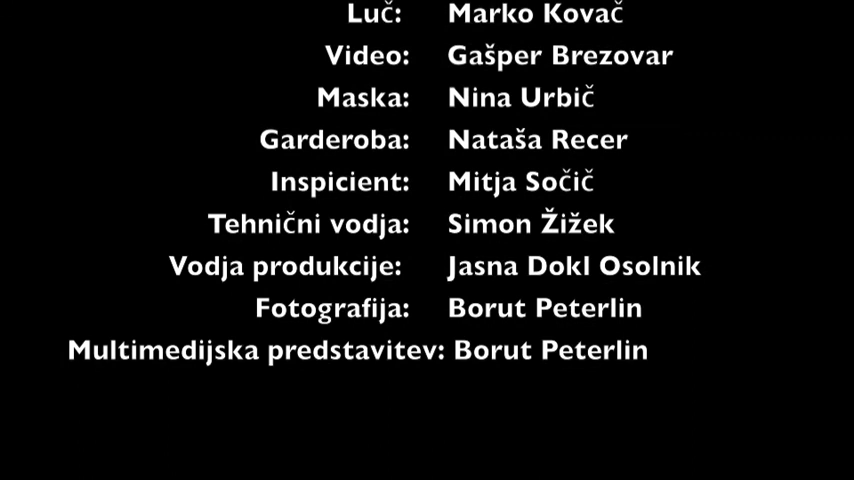 Luč: Marko Kovač
Video: Gašper Brezovar
Maska: Nina Urbič
Garderoba: Nataša Recer
Inspicient: Mitja Sočič
Tehnični vodja: Simon Žižek
Vodja produkcije: Jasna Dokl Osolnik
Fotografija: Borut Peterlin
Multimedijska predstavitev: Borut Peterlin